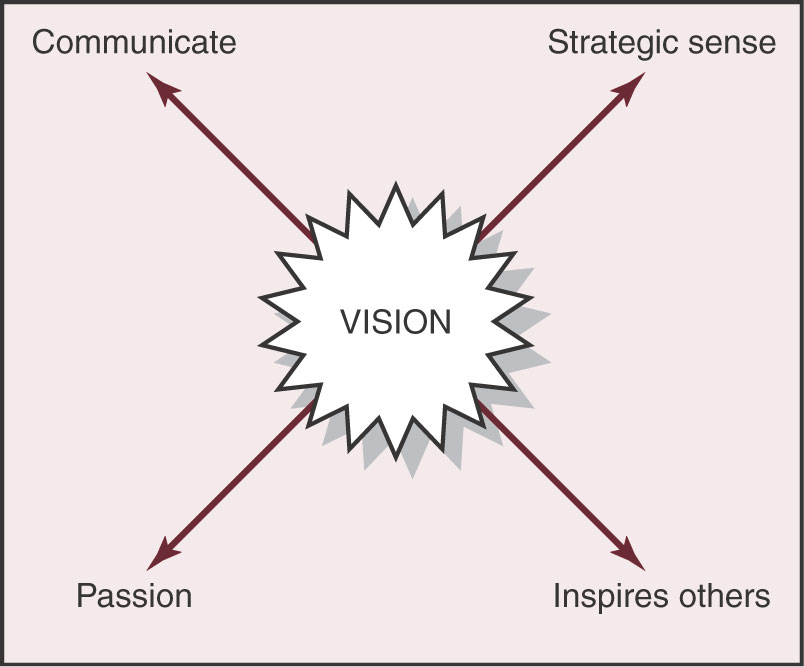 Communicate
Strategic sense
VISION
Passion
Inspires others